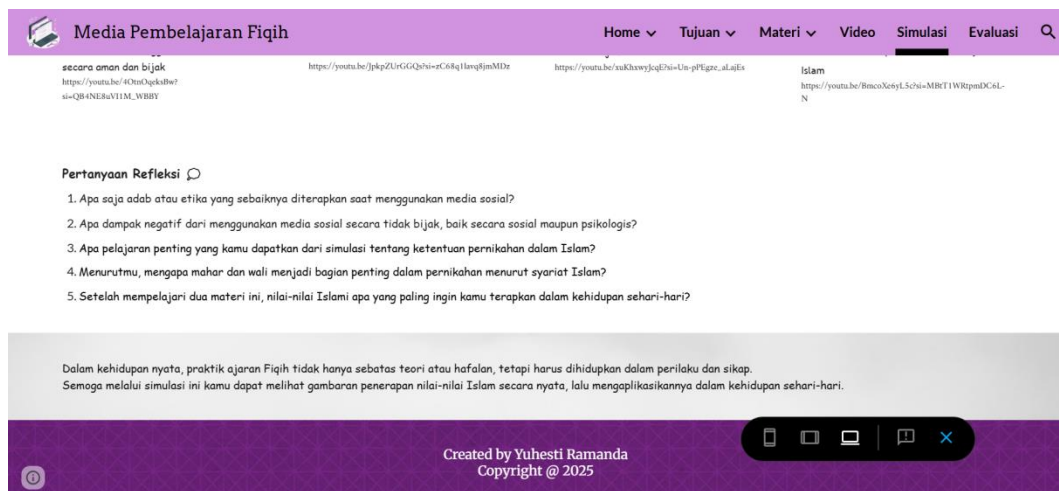 Media Pembelajaran Fiqih
Home Tujuan Materi Video Simulasi Evaluasi
secara aman dan bijak
https://youtu.be/4OtnOqeksBw?
si=QB4NE8uVI1M_WBBY
https://youtu.be/JpkpZUrGGQs?si=zC68q1lavq8jmMDz
https://youtu.be/xuKhxwyJcqE?si=Un-pPEgze_aLajEs
Islam
https://youtu.be/BmcoXe6yL5c?si=MBtT1WRtpmDC6L-
N
Pertanyaan Refleksi
1. Apa saja adab atau etika yang sebaiknya diterapkan saat menggunakan media sosial?
2. Apa dampak negatif dari menggunakan media sosial secara tidak bijak, baik secara sosial maupun psikologis?
3. Apa pelajaran penting yang kamu dapatkan dari simulasi tentang ketentuan pernikahan dalam Islam?
4. Menurutmu, mengapa mahar dan wali menjadi bagian penting dalam pernikahan menurut syariat Islam?
5. Setelah mempelajari dua materi ini, nilai-nilai Islami apa yang paling ingin kamu terapkan dalam kehidupan sehari-hari?
Dalam kehidupan nyata, praktik ajaran Fiqih tidak hanya sebatas teori atau hafalan, tetapi harus dihidupkan dalam perilaku dan sikap.
Semoga melalui simulasi ini kamu dapat melihat gambaran penerapan nilai-nilai Islam secara nyata, lalu mengaplikasikannya dalam kehidupan sehari-hari.
Created by Yuhesti Ramanda
Copyright @ 2025